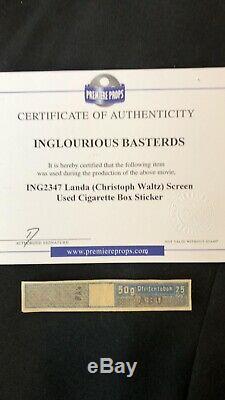 PREMIERE PROPS
CERTIFICATE OF AUTHENTICITY
INGLOURIOUS BASTERDS
It is hereby certified that the following item
was used during the production of the above movie,
ING2347 Landa (Christoph Waltz) Screen
Used Cigarette Box Sticker
AUTHORIZED SIGNATURE
NOT VALID WITHOUT STAMP
www.premiereprops.com
50g Pfeifentabak 25